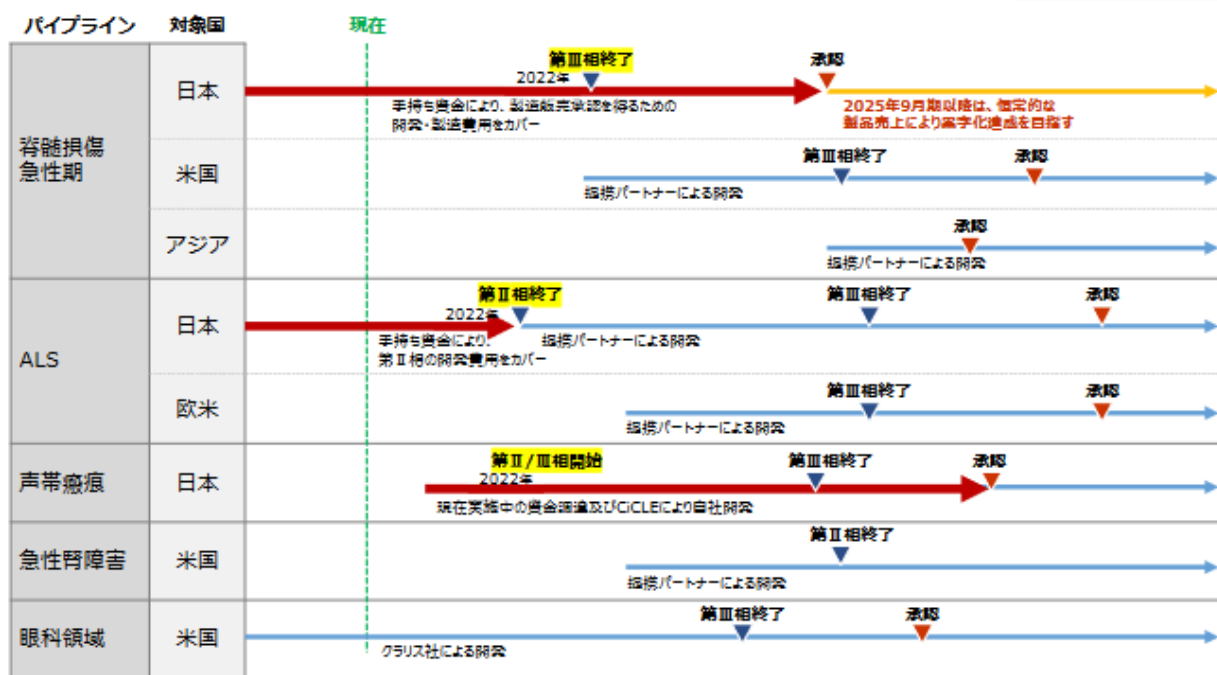 パイプライン 対象国 現在
脊髄損傷
急性期
日本
第Ⅲ相終了
2022年
承認
手持ち資金により、製造販売承認を得るための
開発・製造費用をカバー
2025年9月期以降は、恒定的な
製品売上により黒字化達成を目指す
米国
第Ⅲ相終了
承認
提携パートナーによる開発
アジア
承認
提携パートナーによる開発
ALS
日本
第Ⅱ相終了
2022年
第Ⅲ相終了
承認
手持ち資金により、
第Ⅱ相の開発費用をカバー
提携パートナーによる開発
欧米
第Ⅲ相終了
承認
提携パートナーによる開発
声帯瘢痕
日本
第Ⅱ/Ⅲ相開始
2022年
第Ⅲ相終了
承認
現在実施中の資金調達及びCiCLEにより自社開発
急性腎障害
米国
第Ⅱ相終了
提携パートナーによる開発
眼科領域
米国
第Ⅲ相終了
承認
クラリス社による開発